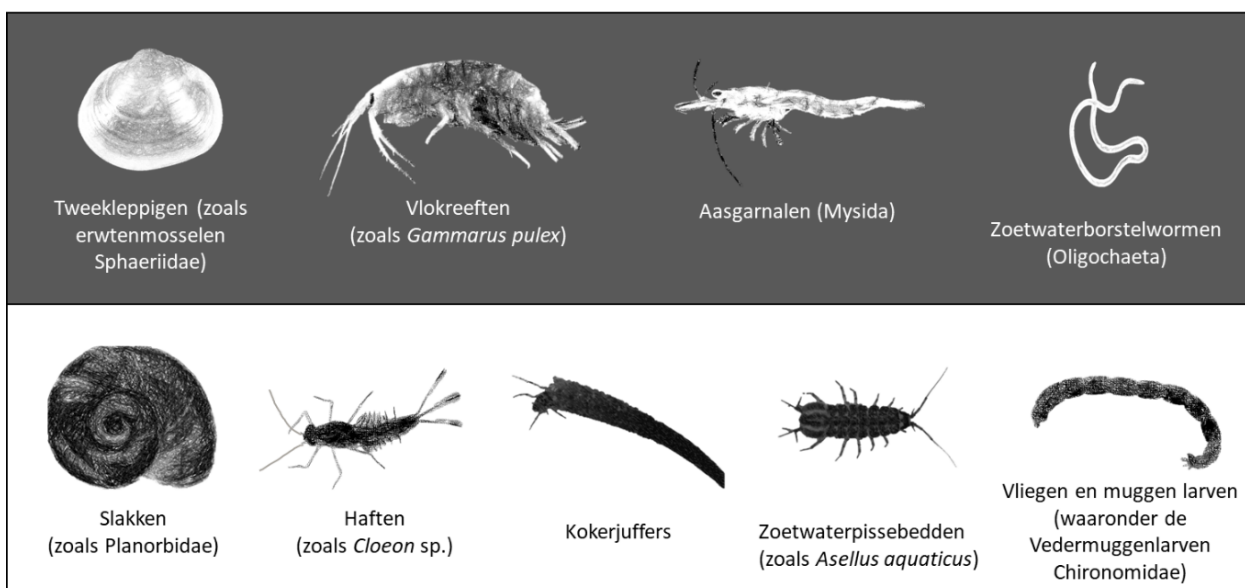 Tweekleppigen (zoals
erwtenmosselen
Sphaeriidae)
Vlokreeften
(zoals Gammarus pulex)
Aasgarnalen (Mysida)
Zoetwaterborstelwormen
(Oligochaeta)
Slakken
(zoals Planorbidae)
Haften
(zoals Cloeon sp.)
Kokerjuffers
Zoetwaterpissebedden
(zoals Asellus aquaticus)
Vliegen en muggen larven
(waaronder de
Vedermuggenlarven
Chironomidae)